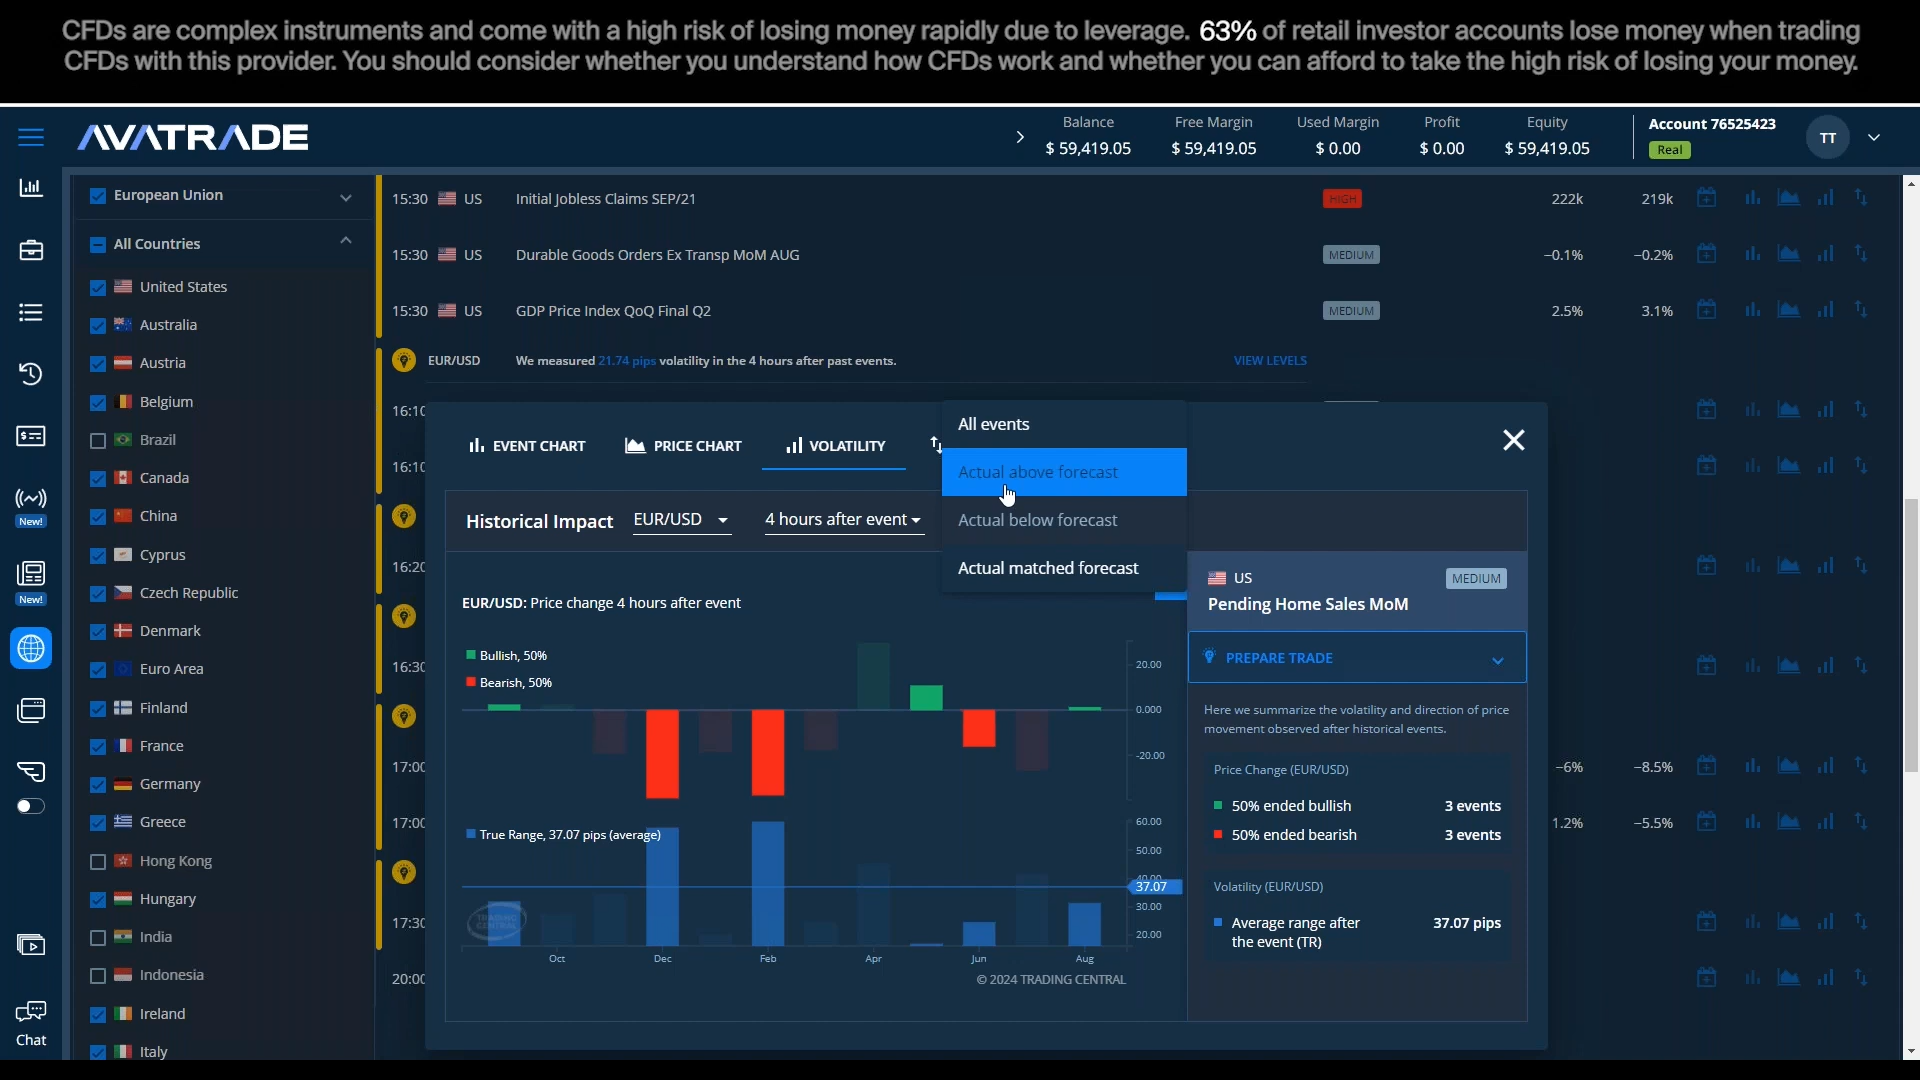 CFDs are complex instruments and come with a high risk of losing money rapidly due to leverage. 63% of retail investor accounts lose money when trading
CFDs with this provider. You should consider whether you understand how CFDs work and whether you can afford to take the high risk of losing your money.
AVATRADE
Balance
$ 59,419.05
Free Margin
$ 59,419.05
Used Margin
$ 0.00
Profit
$ 0.00
Equity
$ 59,419.05
Account 76525423
Real
TT
New!
New!
Chat
European Union
All Countries
United States
Australia
Austria
Belgium
Brazil
Canada
China
Cyprus
Czech Republic
Denmark
Euro Area
Finland
France
Germany
Greece
Hong Kong
Hungary
India
Indonesia
Ireland
Italy
15:30 US Initial Jobless Claims SEP/21 HIGH 222k 219k
15:30 US Durable Goods Orders Ex Transp MoM AUG MEDIUM -0.1% -0.2%
15:30 US GDP Price Index QoQ Final Q2 MEDIUM 2.5% 3.1%
EUR/USD We measured 21.74 pips volatility in the 4 hours after past events. VIEW LEVELS
16:10
16:10
16:20
16:30
17:00 -6% -8.5%
17:00 1.2% -5.5%
17:30
20:00
EVENT CHART
PRICE CHART
VOLATILITY
All events
Actual above forecast
Actual below forecast
Actual matched forecast
Historical Impact EUR/USD 4 hours after event
EUR/USD: Price change 4 hours after event
Bullish, 50%
Bearish, 50%
20.00
0.000
-20.00
True Range, 37.07 pips (average)
60.00
50.00
40.00
37.07
30.00
20.00
TRADING
CENTRAL
Oct Dec Feb Apr Jun Aug
© 2024 TRADING CENTRAL
US MEDIUM
Pending Home Sales MoM
PREPARE TRADE
Here we summarize the volatility and direction of price
movement observed after historical events.
Price Change (EUR/USD)
50% ended bullish 3 events
50% ended bearish 3 events
Volatility (EUR/USD)
Average range after 37.07 pips
the event (TR)